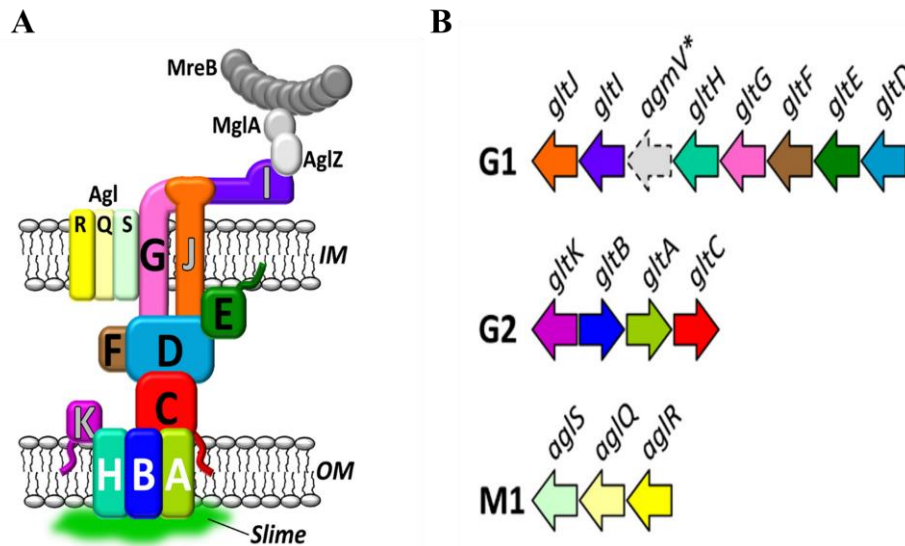 A
B
MreB
MglA
AglZ
I
Agl
R Q S
G J
IM
E
F D
C
K
H B A
OM
Slime
gltJ gltI agmV* gltH gltG gltF gltE gltD
G1
gltK gltB gltA gltC
G2
aglS aglQ aglR
M1